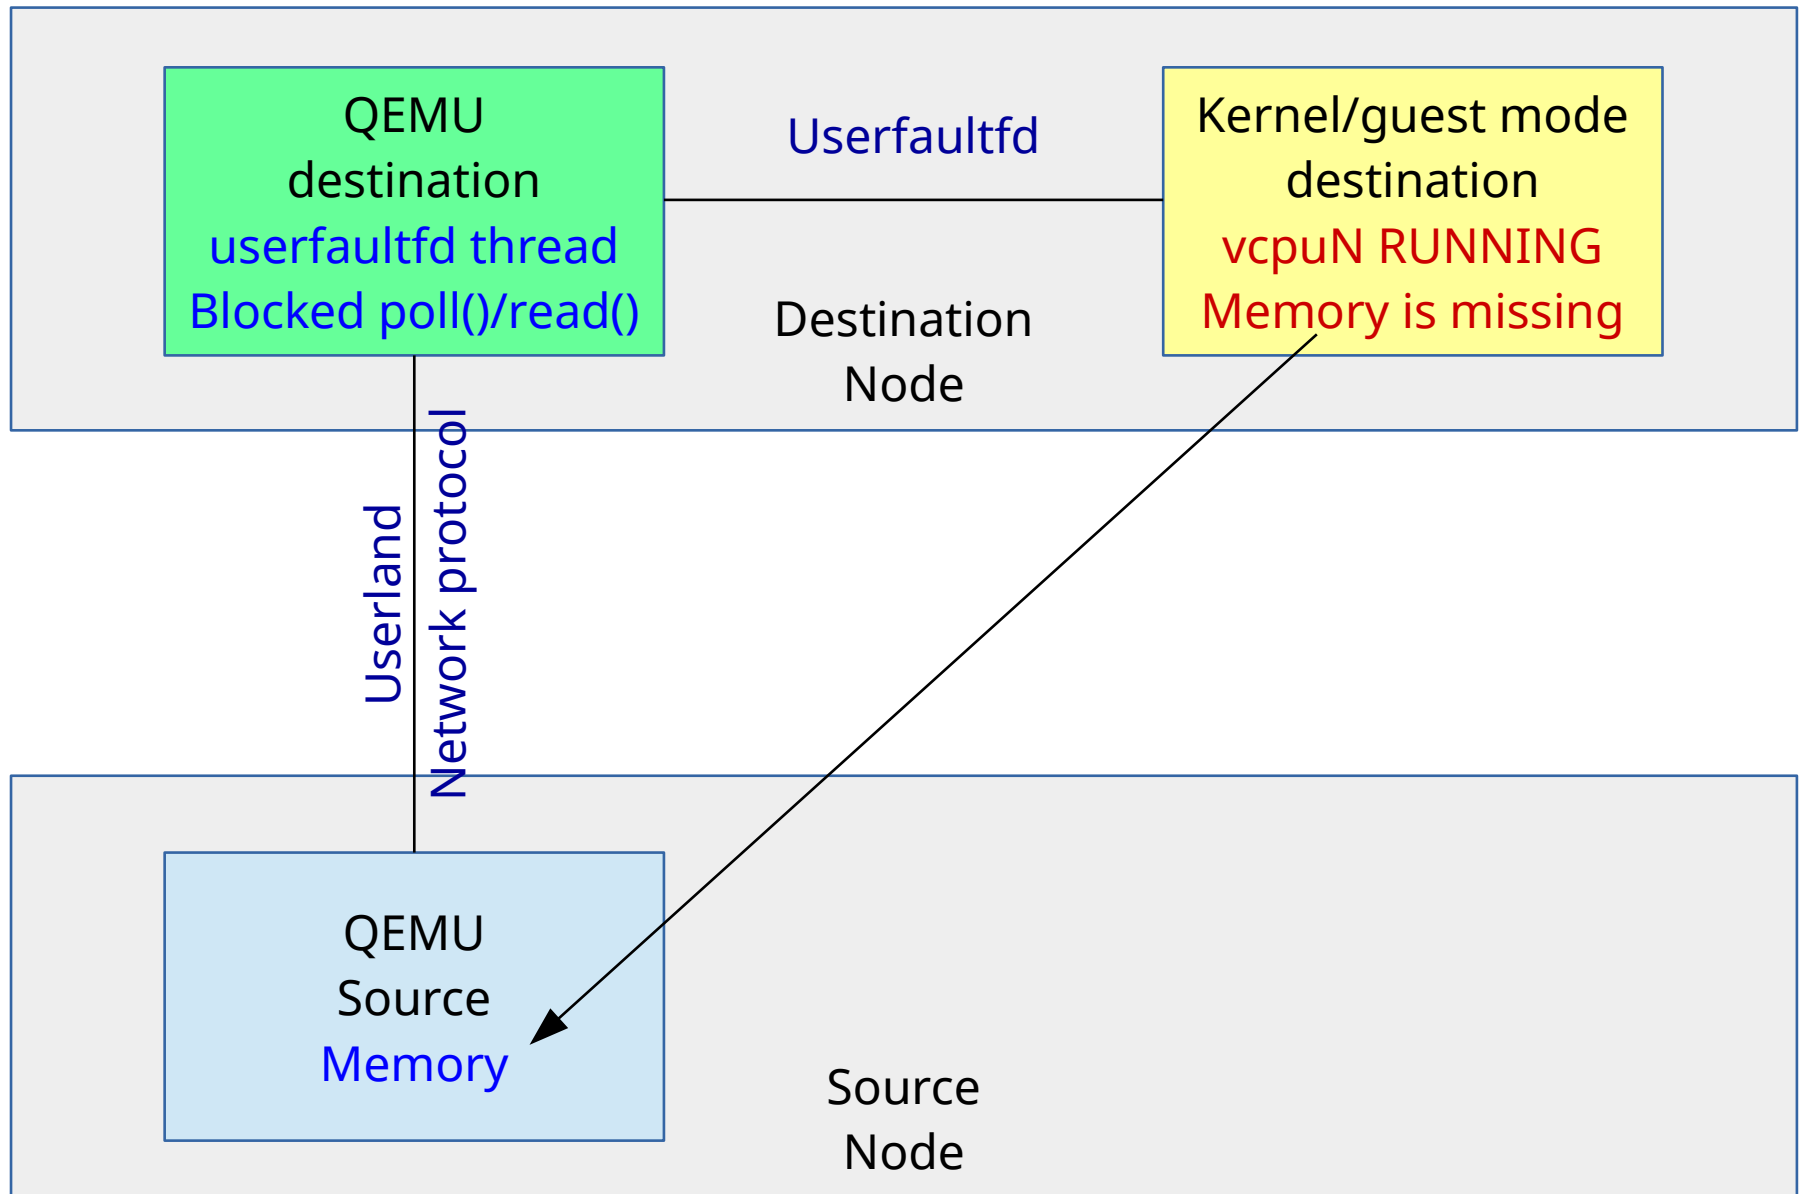 QEMU
destination
userfaultfd thread
Blocked poll()/read()
Userfaultfd
Kernel/guest mode
destination
vcpuN RUNNING
Memory is missing
Destination
Node
Userland
Network protocol
QEMU
Source
Memory
Source
Node